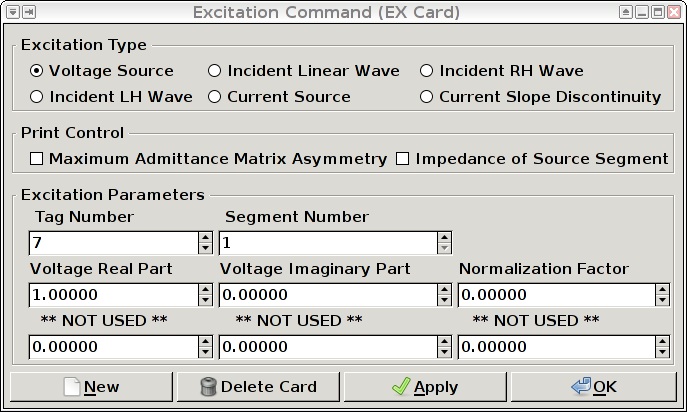 Excitation Command (EX Card)
Excitation Type
Voltage Source Incident Linear Wave Incident RH Wave
Incident LH Wave Current Source Current Slope Discontinuity
Print Control
Maximum Admittance Matrix Asymmetry Impedance of Source Segment
Excitation Parameters
Tag Number Segment Number
7 1
Voltage Real Part Voltage Imaginary Part Normalization Factor
1.00000 0.00000 0.00000
** NOT USED ** ** NOT USED ** ** NOT USED **
0.00000 0.00000 0.00000
New Delete Card Apply OK